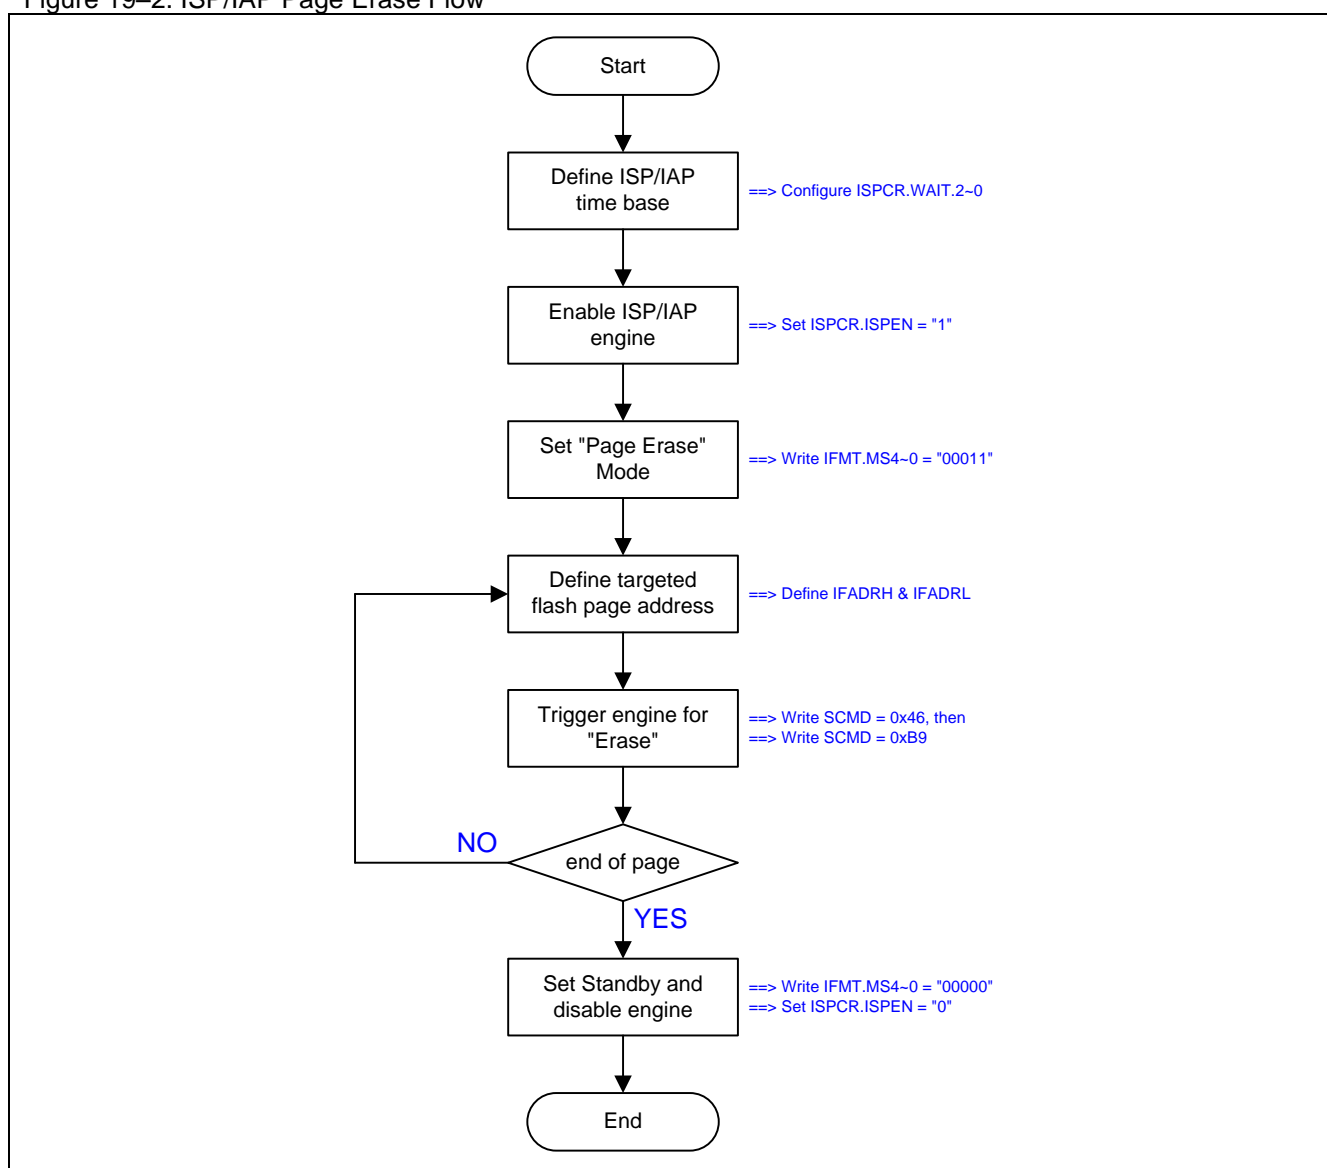 Figure 19–2. ISP/IAP Page Erase Flow
Start
Define ISP/IAP
time base
==> Configure ISPCR.WAIT.2~0
Enable ISP/IAP
engine
==> Set ISPCR.ISPEN = "1"
Set "Page Erase"
Mode
==> Write IFMT.MS4~0 = "00011"
Define targeted
flash page address
==> Define IFADRH & IFADRL
Trigger engine for
"Erase"
==> Write SCMD = 0x46, then
==> Write SCMD = 0xB9
NO
end of page
YES
Set Standby and
disable engine
==> Write IFMT.MS4~0 = "00000"
==> Set ISPCR.ISPEN = "0"
End